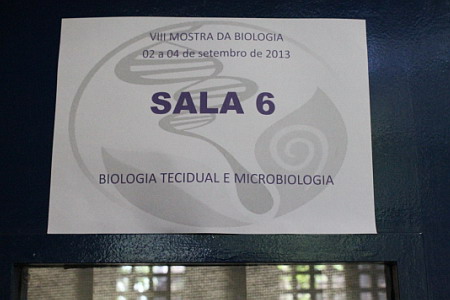 VIII MOSTRA DA BIOLOGIA
02 a 04 de setembro de 2013
SALA 6
BIOLOGIA TECIDUAL E MICROBIOLOGIA